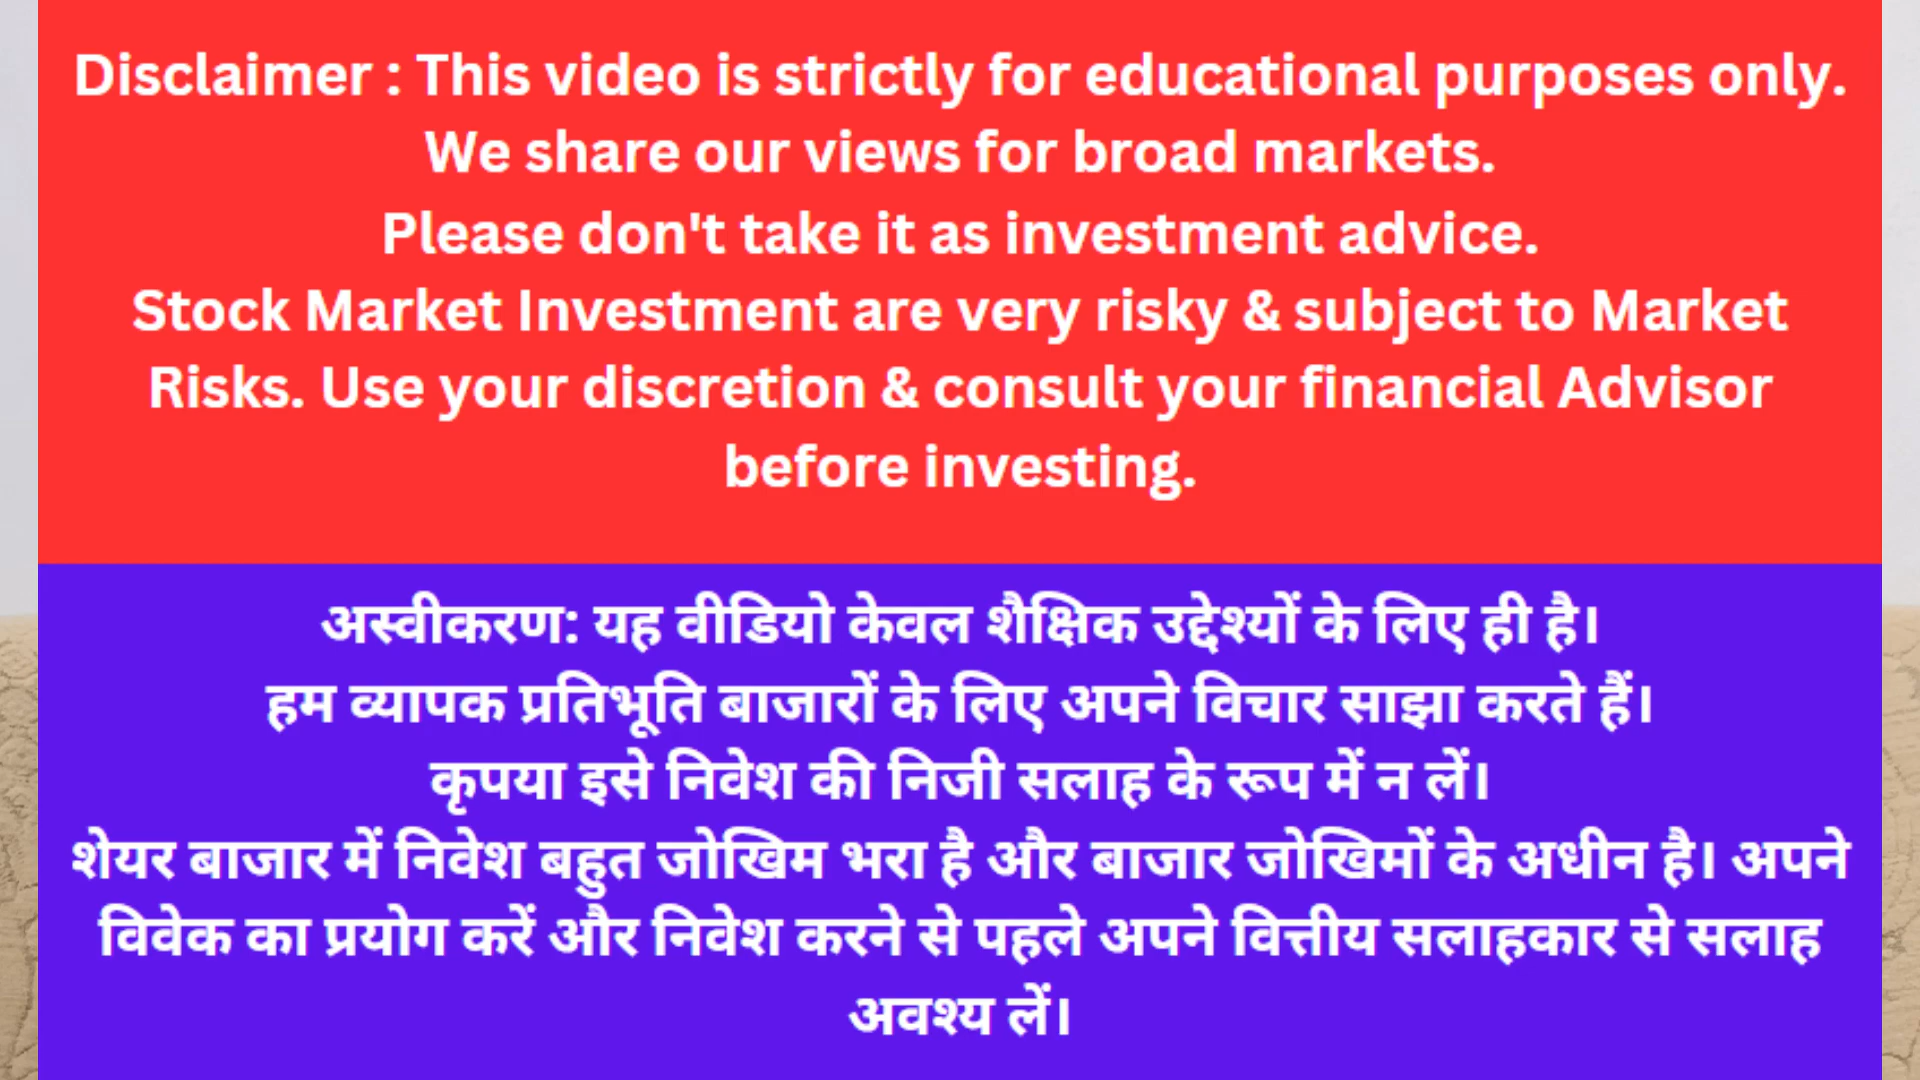 Disclaimer : This video is strictly for educational purposes only.
We share our views for broad markets.
Please don't take it as investment advice.
Stock Market Investment are very risky & subject to Market
Risks. Use your discretion & consult your financial Advisor
before investing.
अस्वीकरण: यह वीडियो केवल शैक्षिक उद्देश्यों के लिए ही है।
हम व्यापक प्रतिभूति बाजारों के लिए अपने विचार साझा करते हैं।
कृपया इसे निवेश की निजी सलाह के रूप में न लें।
शेयर बाजार में निवेश बहुत जोखिम भरा है और बाजार जोखिमों के अधीन है। अपने
विवेक का प्रयोग करें और निवेश करने से पहले अपने वित्तीय सलाहकार से सलाह
अवश्य लें।